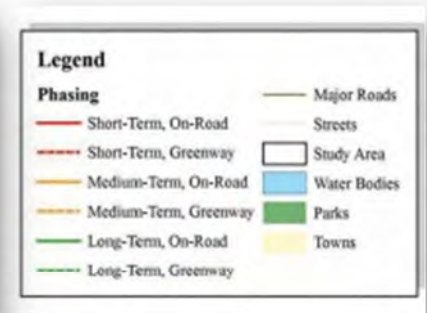 Legend
Phasing
Short-Term, On-Road
Short-Term, Greenway
Medium-Term, On-Road
Medium-Term, Greenway
Long-Term, On-Road
Long-Term, Greenway
Major Roads
Streets
Study Area
Water Bodies
Parks
Towns